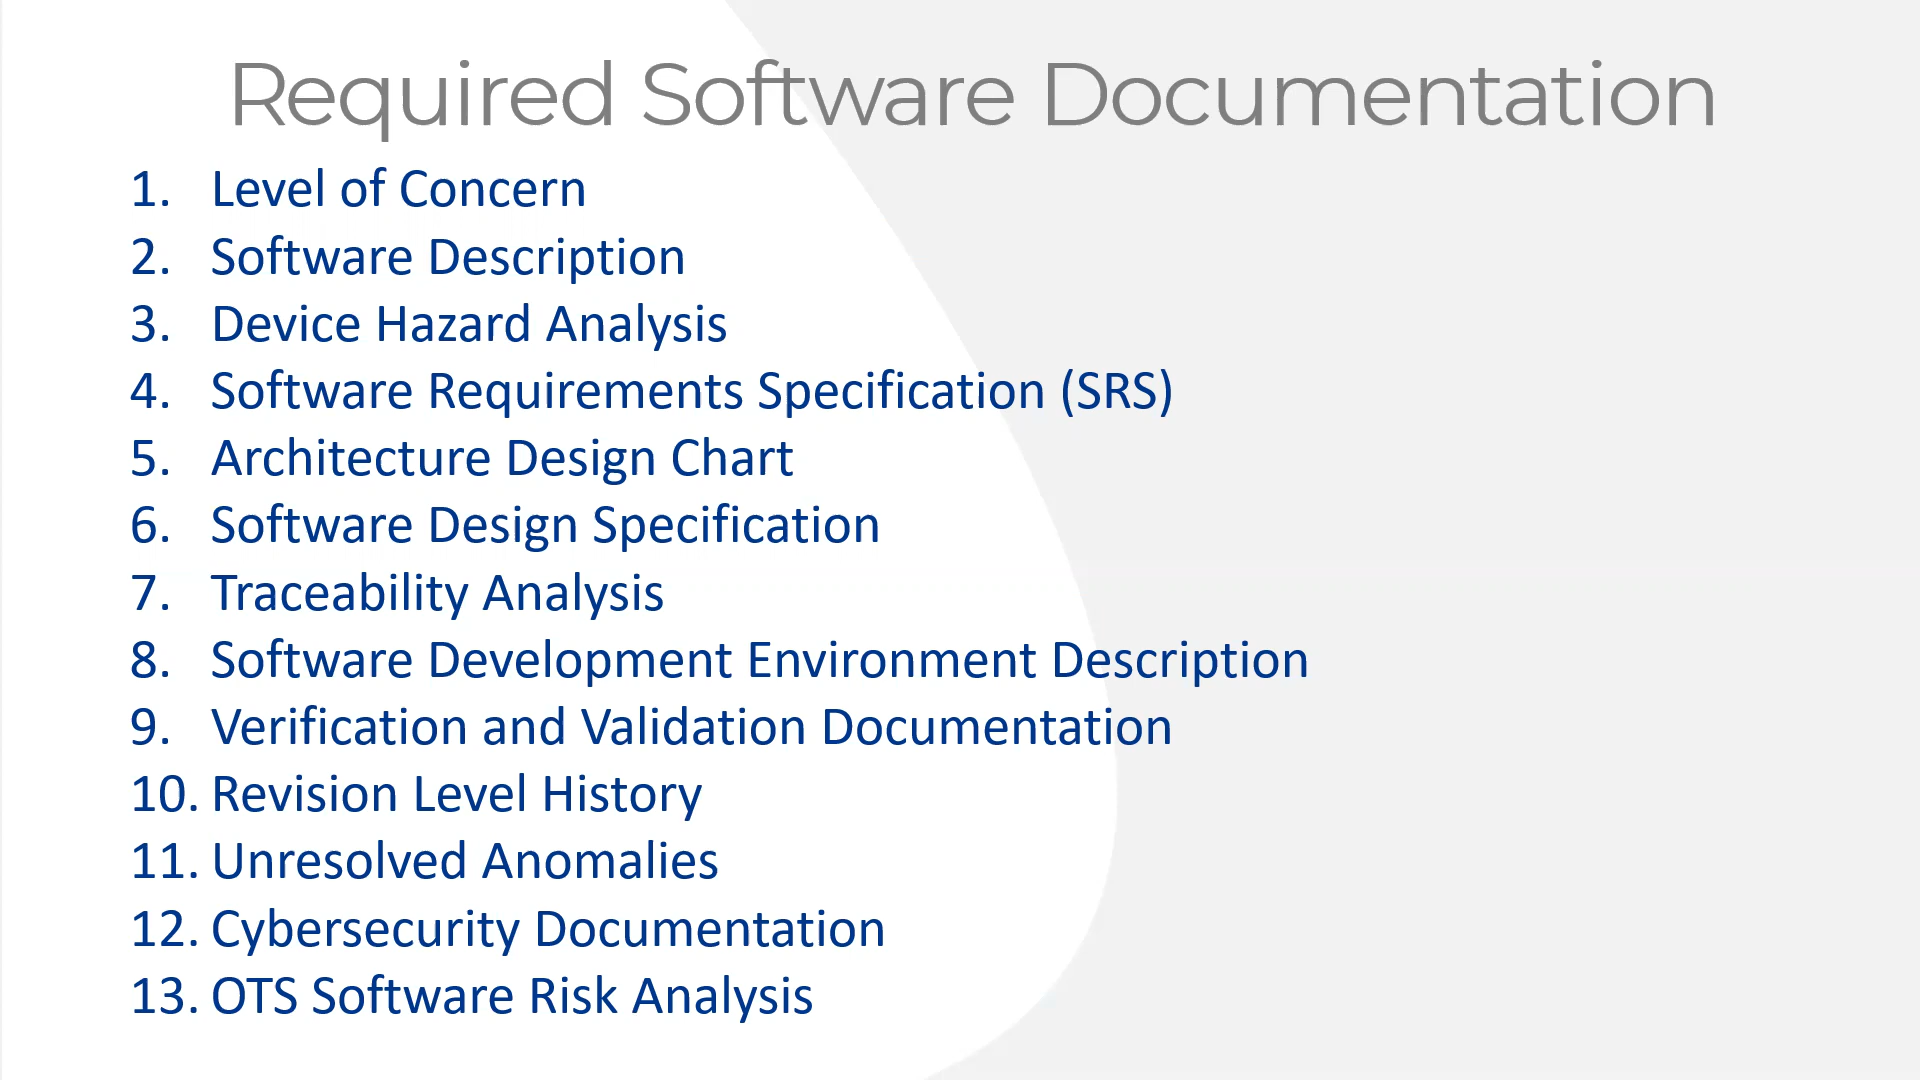 Required Software Documentation
1. Level of Concern
2. Software Description
3. Device Hazard Analysis
4. Software Requirements Specification (SRS)
5. Architecture Design Chart
6. Software Design Specification
7. Traceability Analysis
8. Software Development Environment Description
9. Verification and Validation Documentation
10. Revision Level History
11. Unresolved Anomalies
12. Cybersecurity Documentation
13. OTS Software Risk Analysis